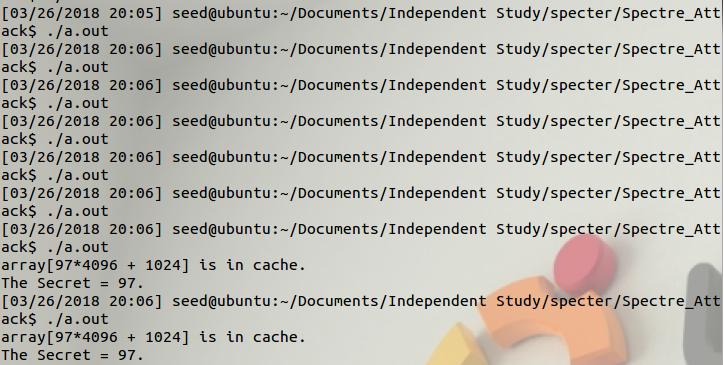 [03/26/2018 20:05] seed@ubuntu:~/Documents/Independent Study/specter/Spectre_Att
ack$ ./a.out
[03/26/2018 20:06] seed@ubuntu:~/Documents/Independent Study/specter/Spectre_Att
ack$ ./a.out
[03/26/2018 20:06] seed@ubuntu:~/Documents/Independent Study/specter/Spectre_Att
ack$ ./a.out
[03/26/2018 20:06] seed@ubuntu:~/Documents/Independent Study/specter/Spectre_Att
ack$ ./a.out
[03/26/2018 20:06] seed@ubuntu:~/Documents/Independent Study/specter/Spectre_Att
ack$ ./a.out
[03/26/2018 20:06] seed@ubuntu:~/Documents/Independent Study/specter/Spectre_Att
ack$ ./a.out
[03/26/2018 20:06] seed@ubuntu:~/Documents/Independent Study/specter/Spectre_Att
ack$ ./a.out
array[97*4096 + 1024] is in cache.
The Secret = 97.
[03/26/2018 20:06] seed@ubuntu:~/Documents/Independent Study/specter/Spectre_Att
ack$ ./a.out
array[97*4096 + 1024] is in cache.
The Secret = 97.